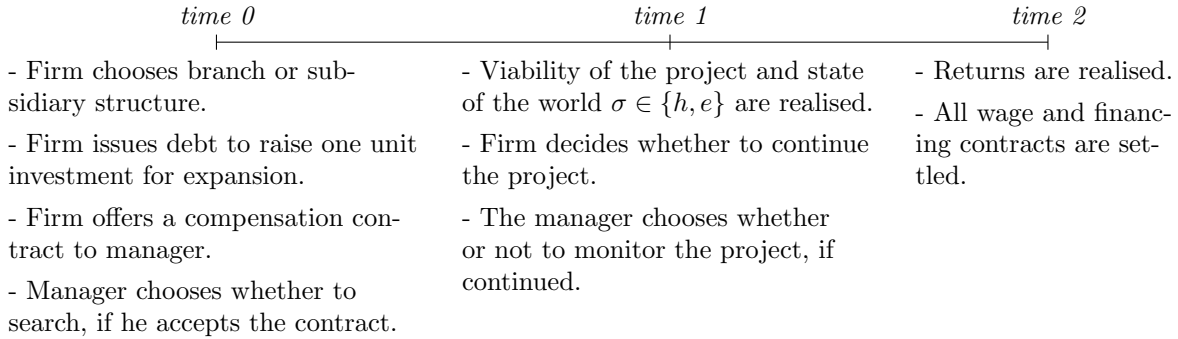 time 0
time 1
time 2
- Firm chooses branch or sub-
sidiary structure.
- Firm issues debt to raise one unit
investment for expansion.
- Firm offers a compensation con-
tract to manager.
- Manager chooses whether to
search, if he accepts the contract.
- Viability of the project and state
of the world σ ∈ {h, e} are realised.
- Firm decides whether to continue
the project.
- The manager chooses whether
or not to monitor the project, if
continued.
- Returns are realised.
- All wage and financ-
ing contracts are set-
tled.